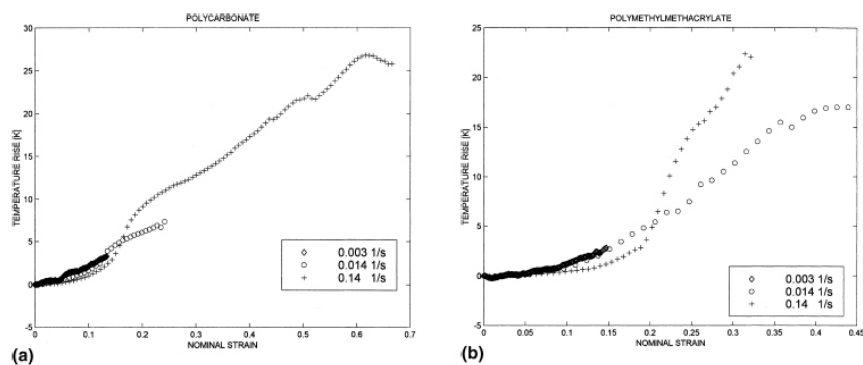 POLYCARBONATE
30
25
20
15
10
5
0
-5
TEMPERATURE RISE [K]
0.003 1/s
0.014 1/s
0.14 1/s
0 0.1 0.2 0.3 0.4 0.5 0.6 0.7
NOMINAL STRAIN
(a)
POLYMETHYLMETHACRYLATE
25
20
15
10
5
0
-5
TEMPERATURE RISE [K]
0.003 1/s
0.014 1/s
0.14 1/s
0 0.05 0.1 0.15 0.2 0.25 0.3 0.35 0.4 0.45
NOMINAL STRAIN
(b)